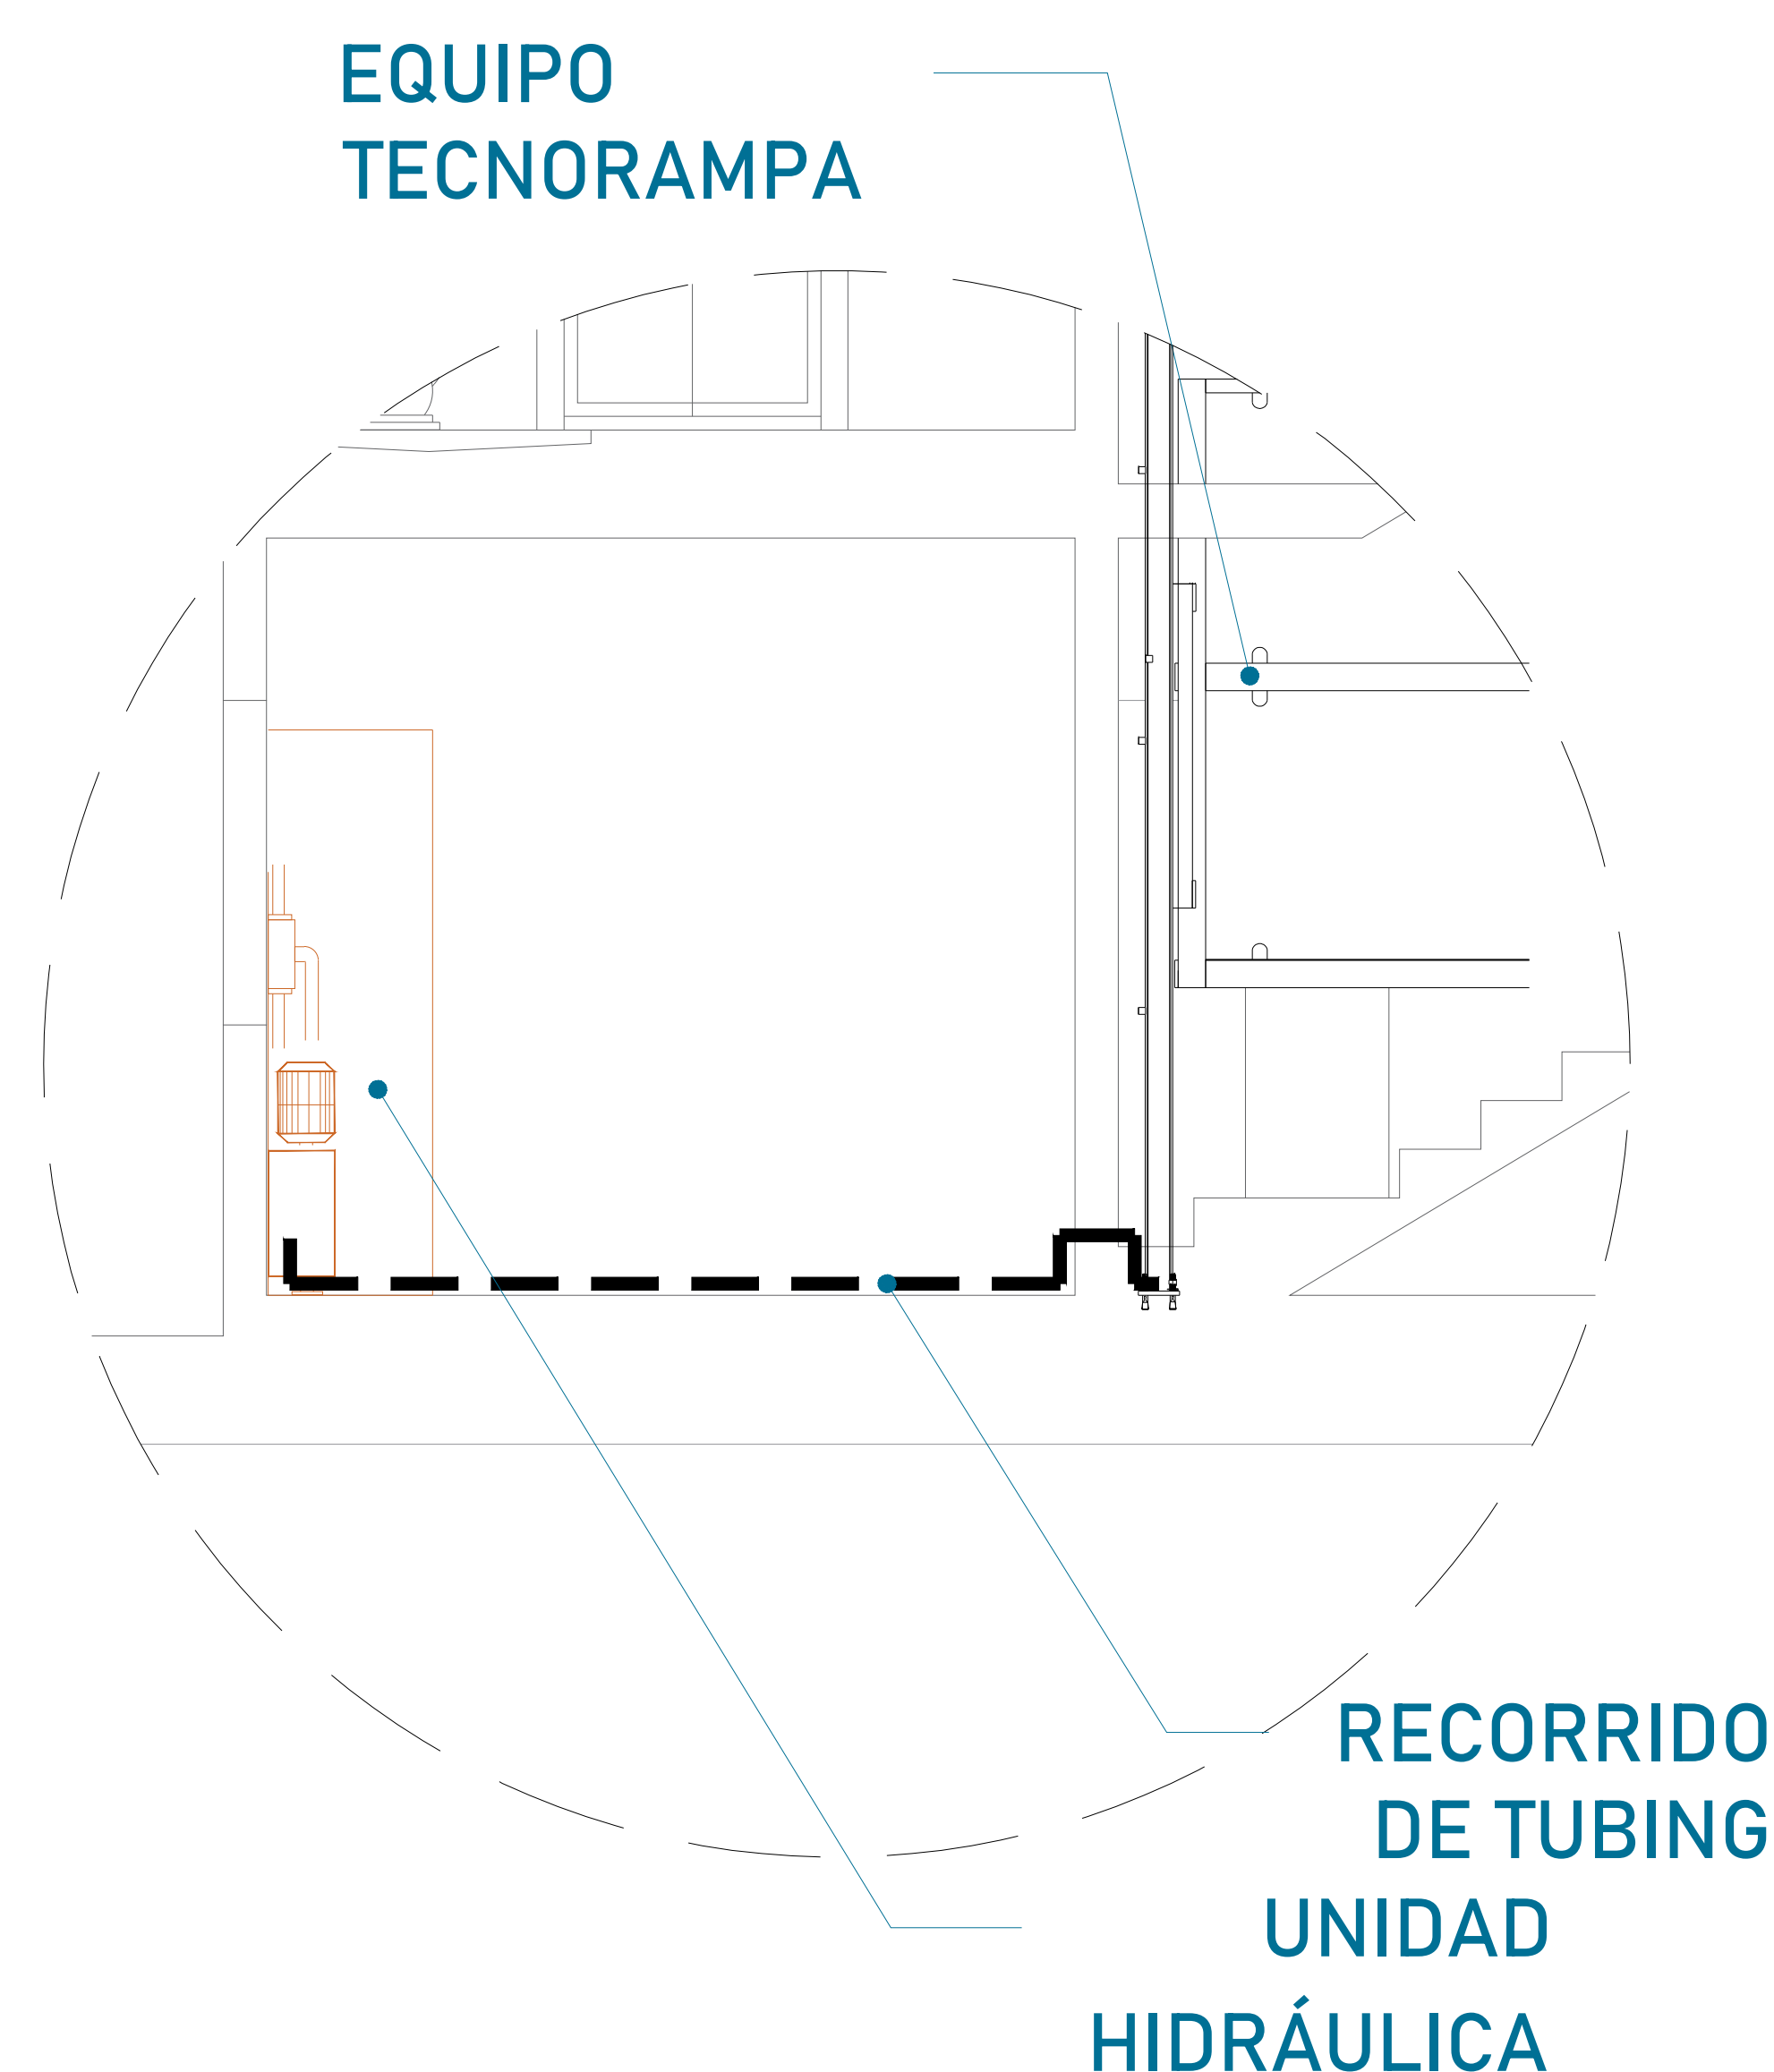 EQUIPO
TECNORAMPA
RECORRIDO
DE TUBING
UNIDAD
HIDRÁULICA